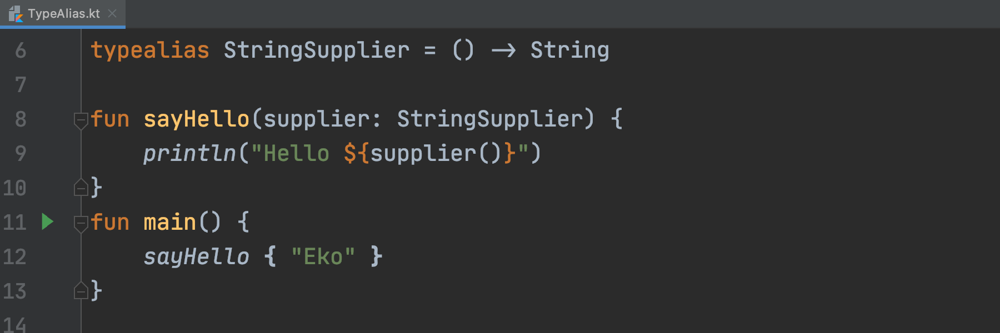 TypeAlias.kt
6 typealias StringSupplier = () -> String
7
8 fun sayHello(supplier: StringSupplier) {
9     println("Hello ${supplier()}")
10 }
11 fun main() {
12     sayHello { "Eko" }
13 }
14